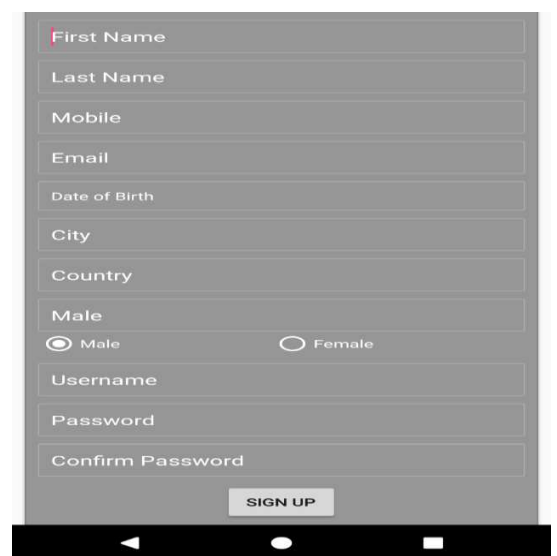 First Name
Last Name
Mobile
Email
Date of Birth
City
Country
Male
Male Female
Username
Password
Confirm Password
SIGN UP